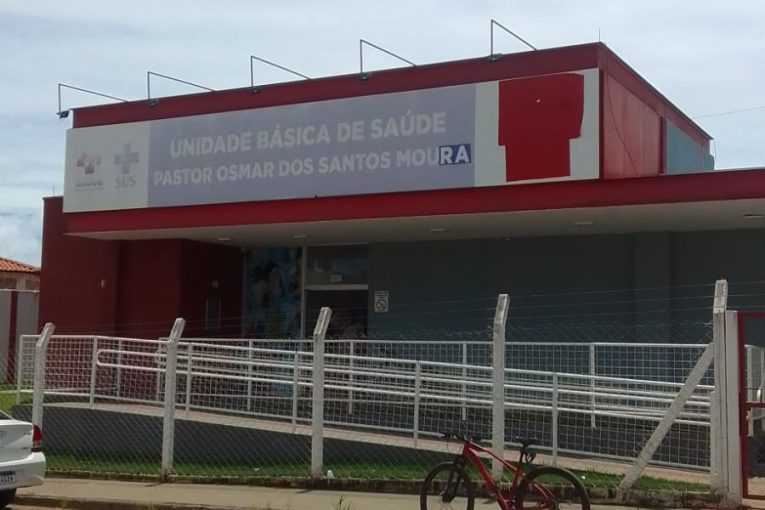 UNIDADE BÁSICA DE SAÚDE
PASTOR OSMAR DOS SANTOS MOURA
SUS